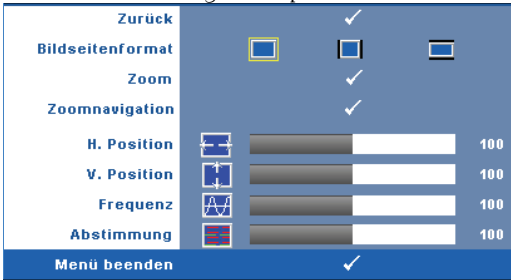 Zurück
Bildseitenformat
Zoom
Zoomnavigation
H. Position 100
V. Position 100
Frequenz 100
Abstimmung 100
Menü beenden